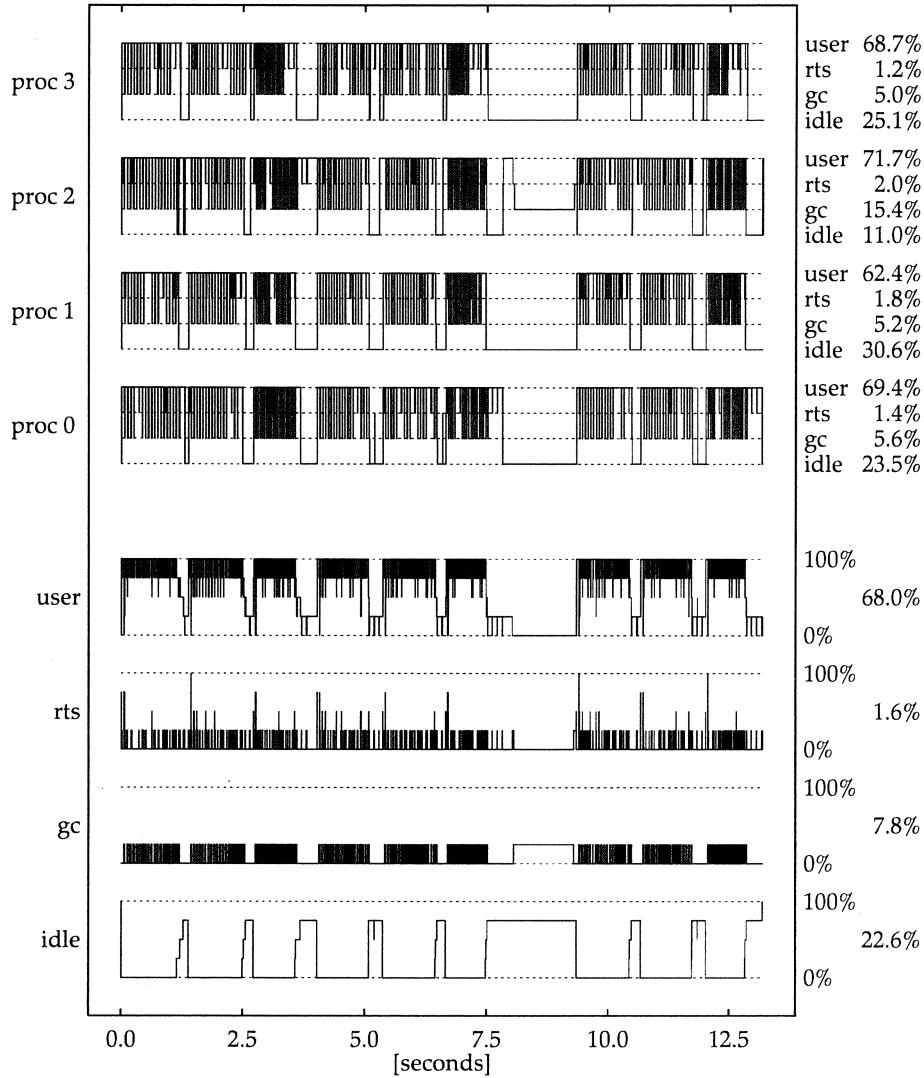 proc 3
user 68.7%
rts 1.2%
gc 5.0%
idle 25.1%
proc 2
user 71.7%
rts 2.0%
gc 15.4%
idle 11.0%
proc 1
user 62.4%
rts 1.8%
gc 5.2%
idle 30.6%
proc 0
user 69.4%
rts 1.4%
gc 5.6%
idle 23.5%
user
100%
68.0%
0%
rts
100%
1.6%
0%
gc
100%
7.8%
0%
idle
100%
22.6%
0%
0.0 2.5 5.0 7.5 10.0 12.5
[seconds]